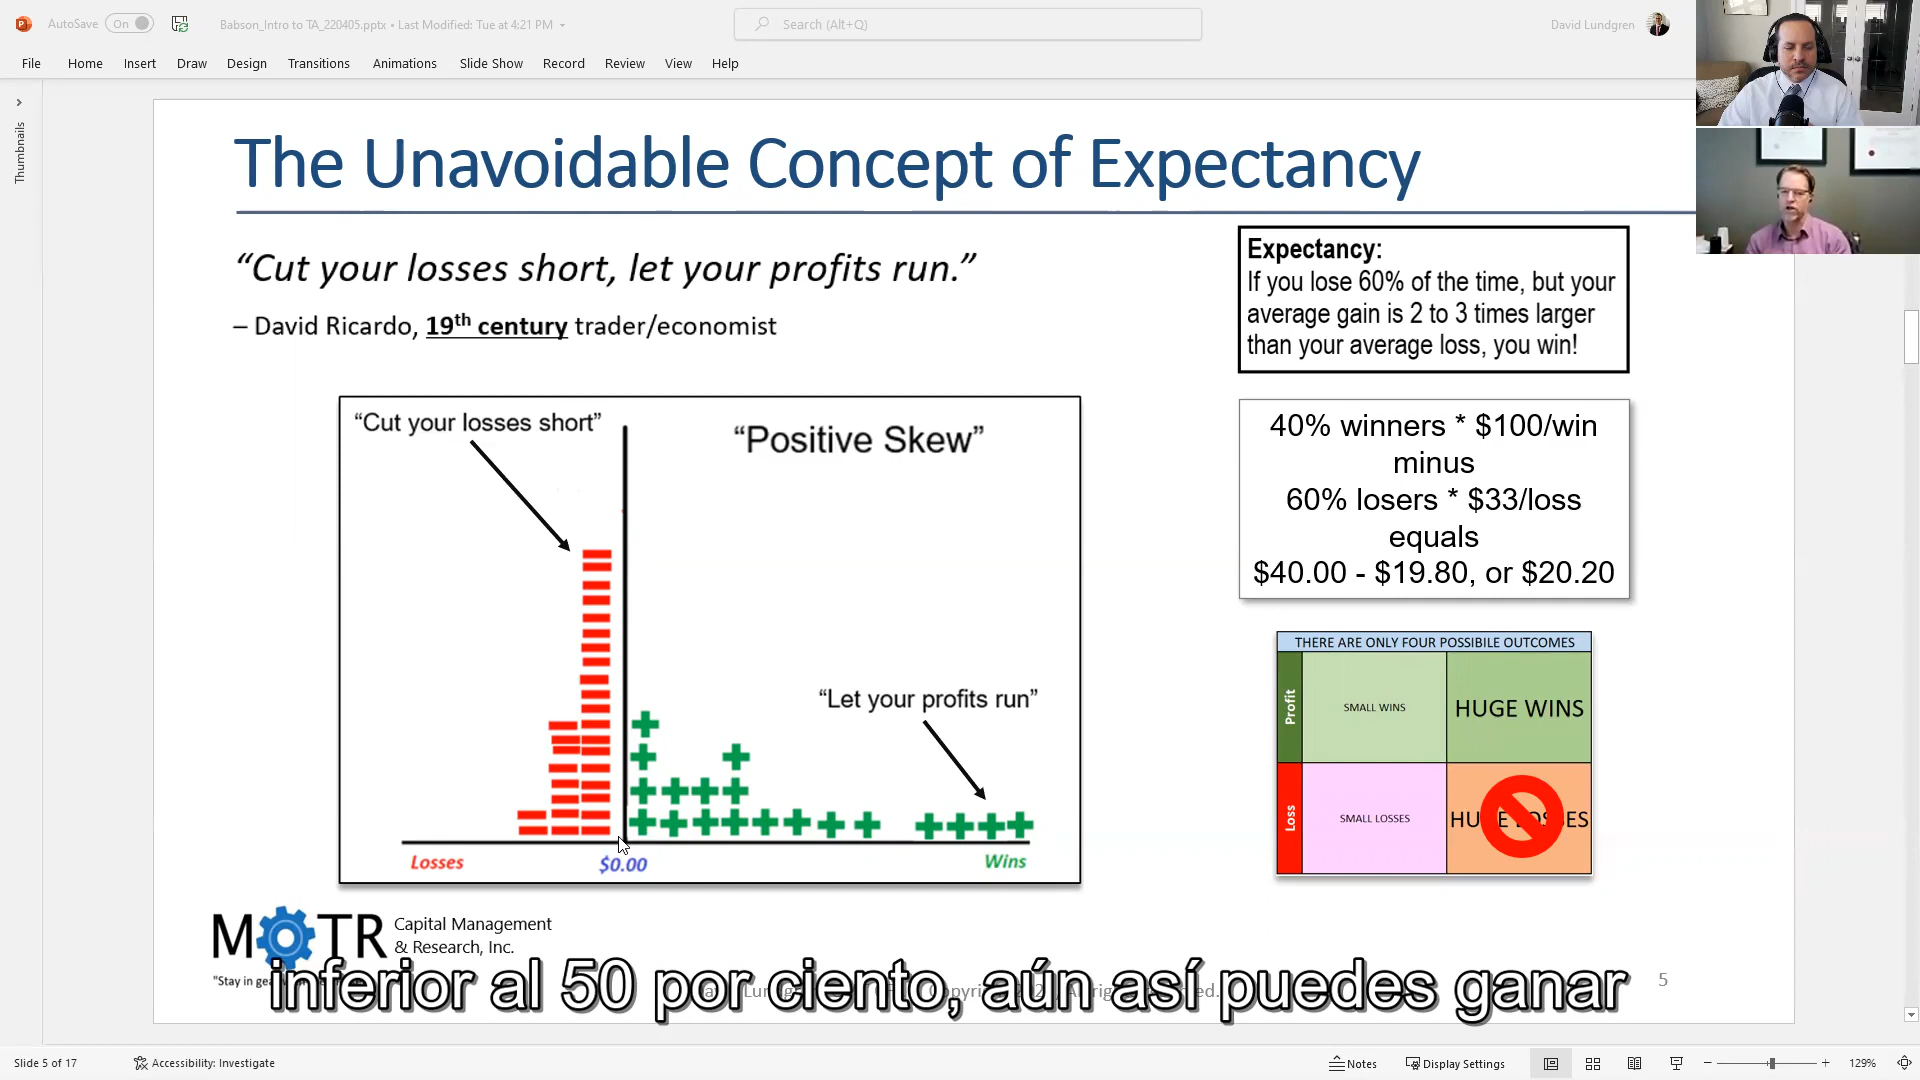 AutoSave
On
Babson_Intro to TA_220405.pptx • Last Modified: Tue at 4:21 PM
Search (Alt+Q)
David Lundgren
File Home Insert Draw Design Transitions Animations Slide Show Record Review View Help
Thumbnails
The Unavoidable Concept of Expectancy
“Cut your losses short, let your profits run.”
– David Ricardo, 19th century trader/economist
Expectancy:
If you lose 60% of the time, but your
average gain is 2 to 3 times larger
than your average loss, you win!
“Cut your losses short”
“Positive Skew”
“Let your profits run”
Losses
$0.00
Wins
40% winners * $100/win
minus
60% losers * $33/loss
equals
$40.00 - $19.80, or $20.20
THERE ARE ONLY FOUR POSSIBILE OUTCOMES
Profit
SMALL WINS
HUGE WINS
Loss
SMALL LOSSES
HUGE LOSSES
MOTR
Capital Management
& Research, Inc.
"Stay in
inferior al 50 por ciento, aún así puedes ganar
5
Slide 5 of 17
Accessibility: Investigate
Notes
Display Settings
129%